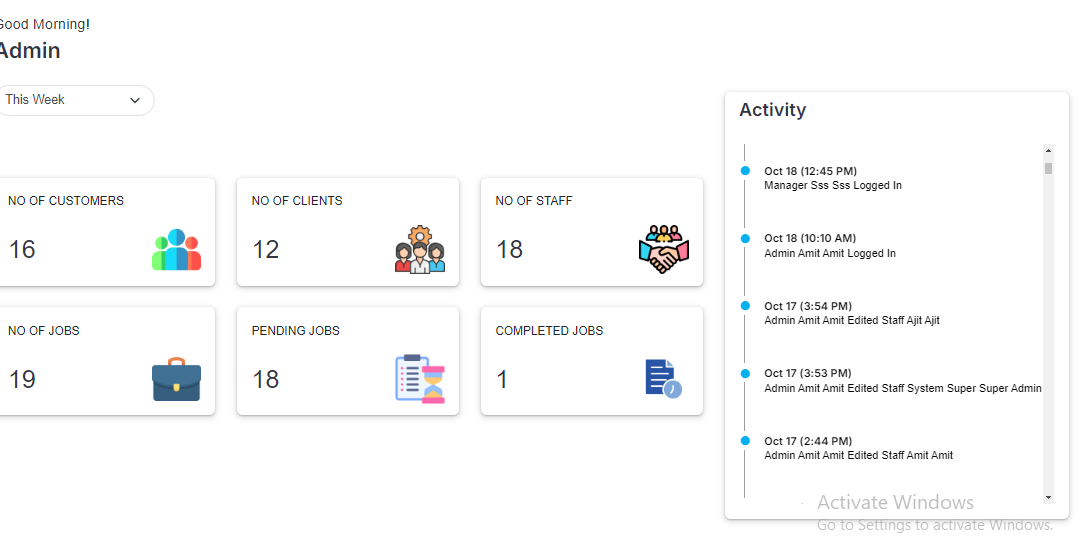 Good Morning!
Admin
This Week
NO OF CUSTOMERS
16
NO OF CLIENTS
12
NO OF STAFF
18
NO OF JOBS
19
PENDING JOBS
18
COMPLETED JOBS
1
Activity
Oct 18 (12:45 PM)
Manager Sss Sss Logged In
Oct 18 (10:10 AM)
Admin Amit Amit Logged In
Oct 17 (3:54 PM)
Admin Amit Amit Edited Staff Ajit Ajit
Oct 17 (3:53 PM)
Admin Amit Amit Edited Staff System Super Super Admin
Oct 17 (2:44 PM)
Admin Amit Amit Edited Staff Amit Amit
Activate Windows
Go to Settings to activate Windows.